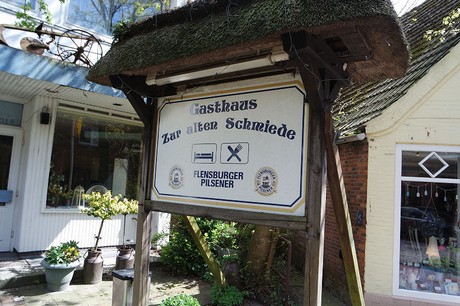 Gasthaus
Zur alten Schmiede
FLENSBURGER
PILSENER